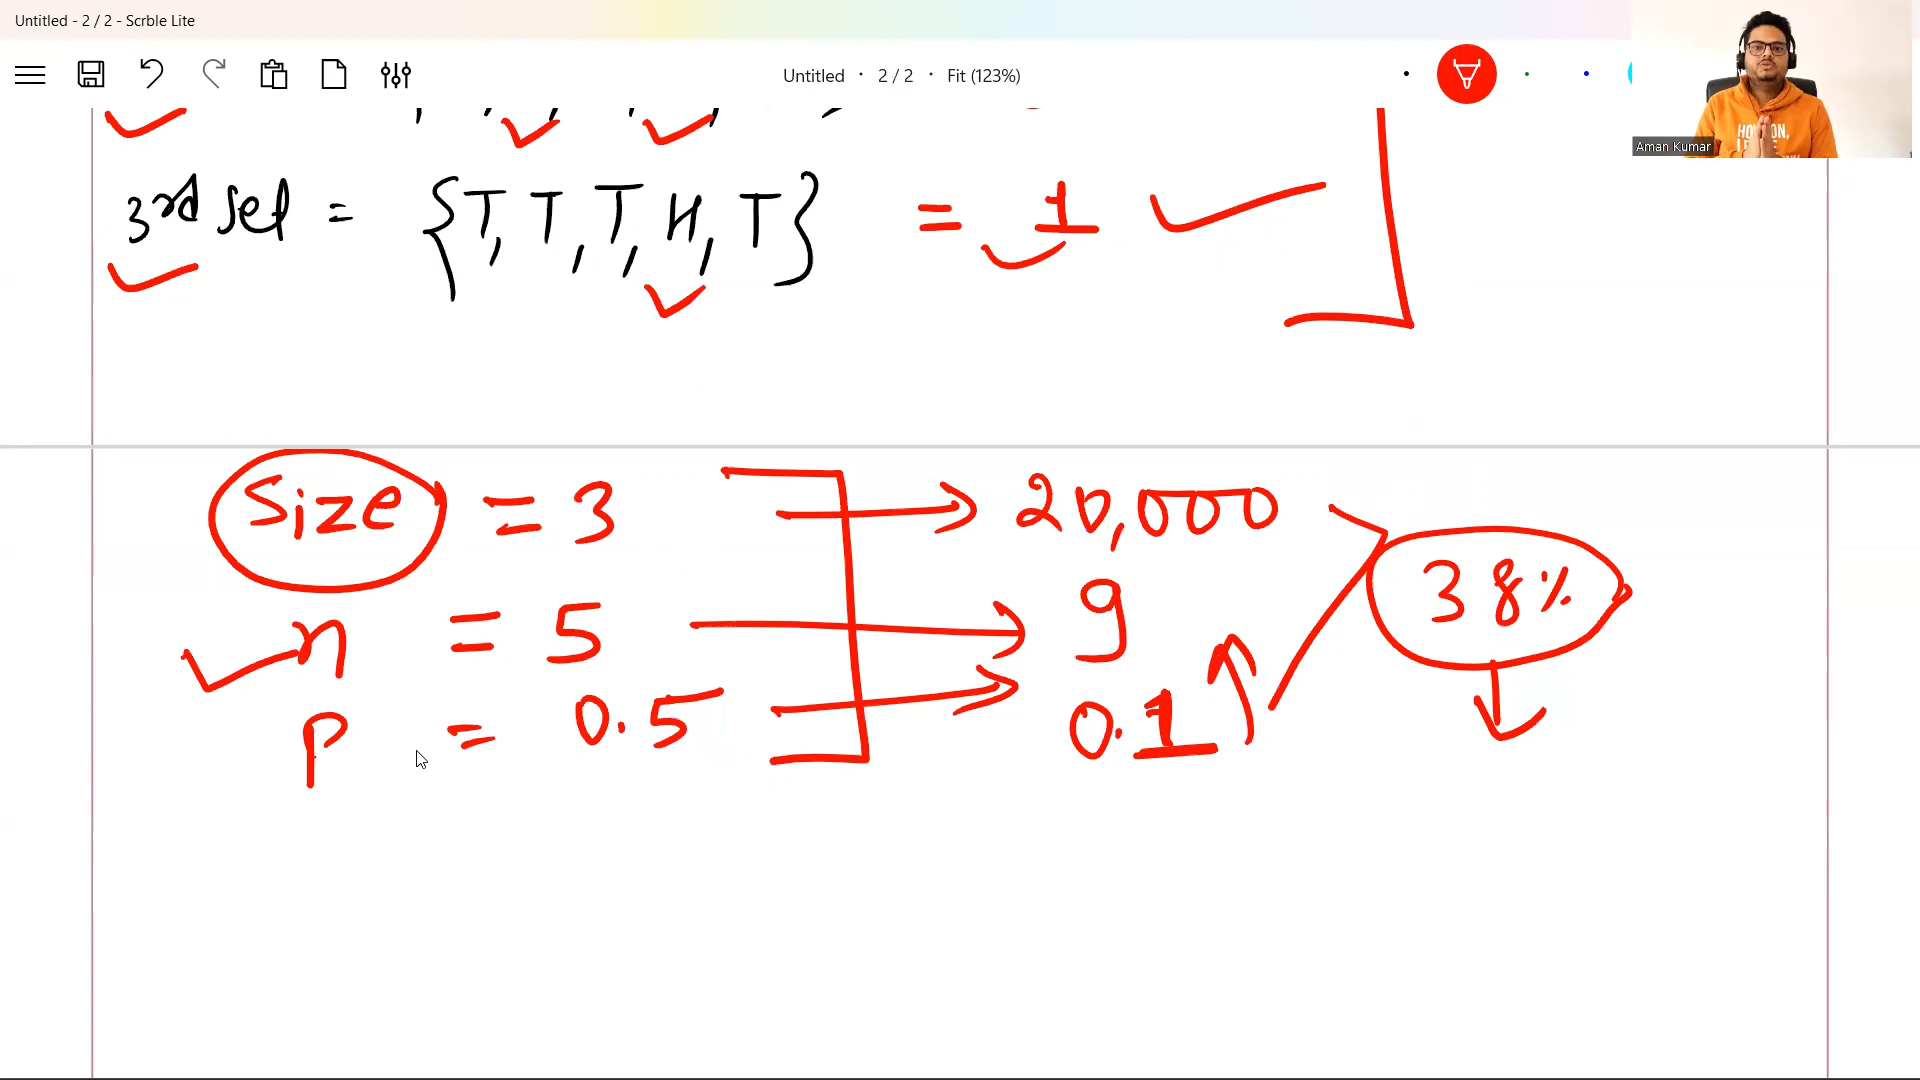 Untitled - 2 / 2 - Scrble Lite
Untitled • 2 / 2 • Fit (123%)
Aman Kumar
3rd set = {T, T, T, H, T} = 1
Size = 3 → 20,000
38%
n = 5 → 9
p = 0.5 → 0.1